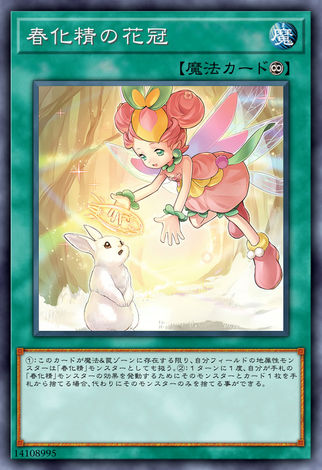 春化精の花冠
魔
【魔法カード∞】
①：このカードが魔法&罠ゾーンに存在する限り、自分フィールドの地属性モン
スターは「春化精」モンスターとしても扱う。②：１ターンに１度、自分が手札の
「春化精」モンスターの効果を発動するためにそのモンスターとカード１枚を手
札から捨てる場合、代わりにそのモンスターのみを捨てる事ができる。
14108995